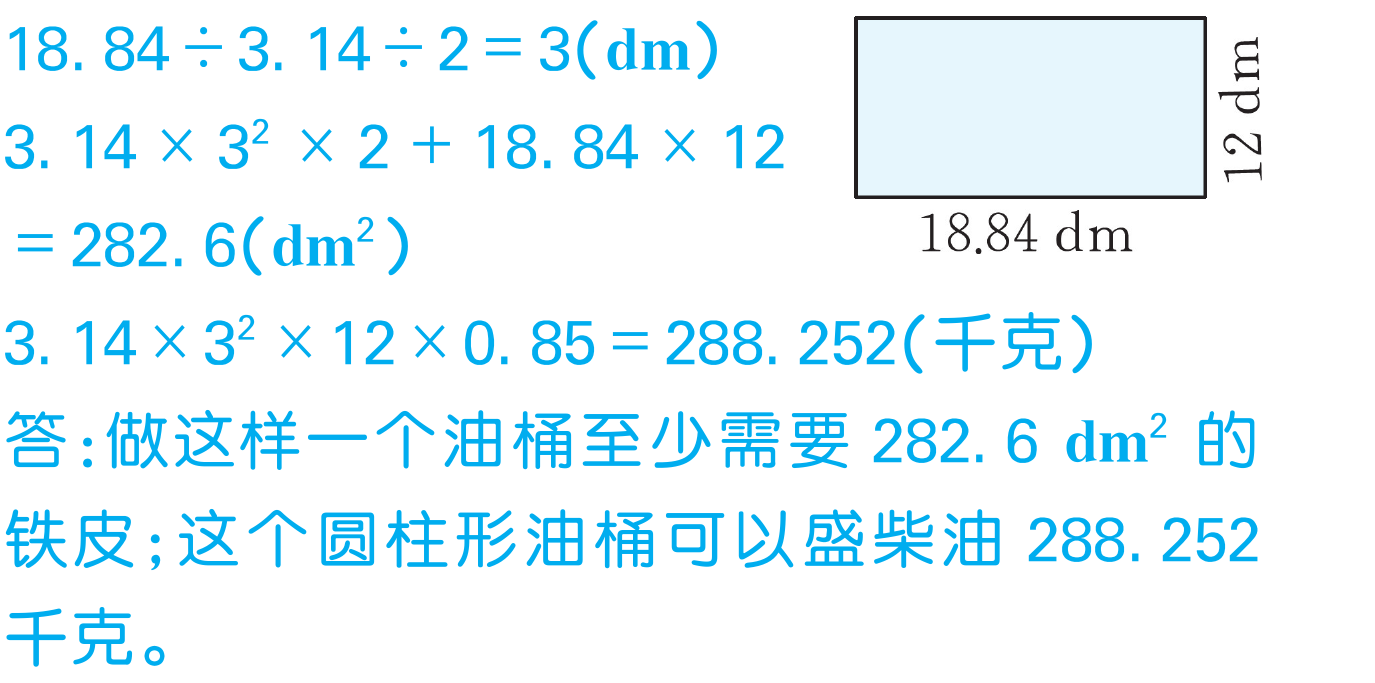 18.84÷3.14÷2=3(dm)
3.14×3²×2+18.84×12
=282.6(dm²)
3.14×3²×12×0.85=288.252(千克)
答:做这样一个油桶至少需要282.6 dm²的
铁皮;这个圆柱形油桶可以盛柴油288.252
千克。
12 dm
18.84 dm